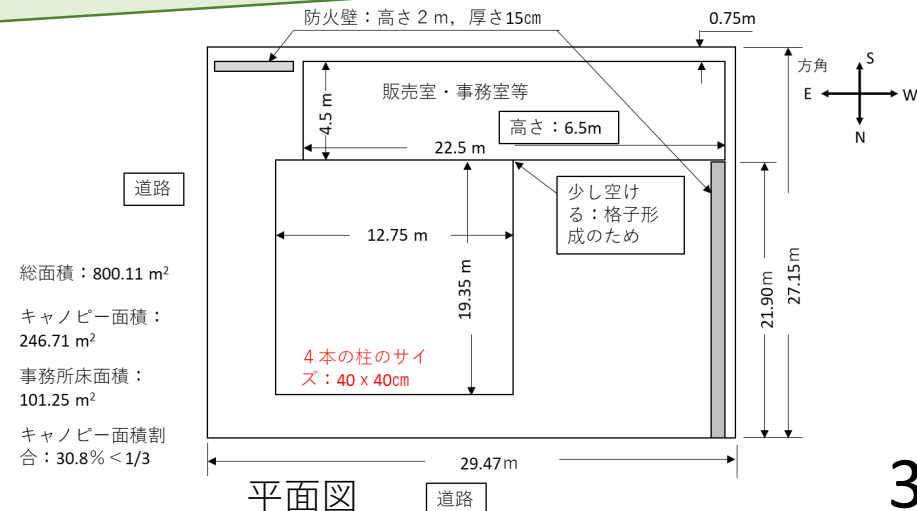 防火壁：高さ２ｍ，厚さ15㎝
0.75m
方角
S
E
W
N
販売室・事務室等
4.5 m
高さ：6.5m
22.5 m
道路
少し空け
る：格子形
成のため
12.75 m
19.35 m
21.90m
27.15m
総面積：800.11 m²
キャノピー面積：
246.71 m²
事務所床面積：
101.25 m²
キャノピー面積割
合：30.8%＜1/3
４本の柱のサイ
ズ：40 x 40㎝
29.47m
平面図
道路
3